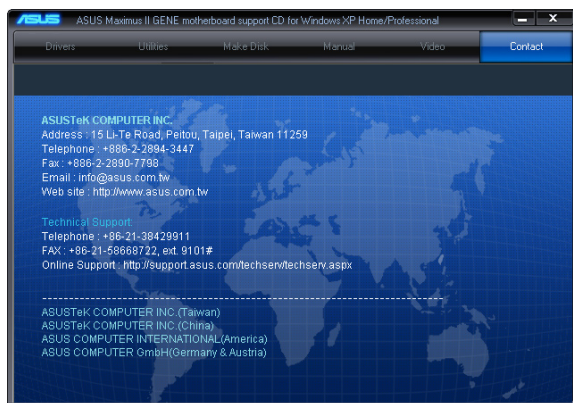 ASUS ASUS Maximus II GENE motherboard support CD for Windows XP Home/Professional
Drivers Utilities Make Disk Manual Video Contact
ASUSTeK COMPUTER INC.
Address : 15 Li-Te Road, Peitou, Taipei, Taiwan 11259
Telephone : +886-2-2894-3447
Fax : +886-2-2890-7798
Email : info@asus.com.tw
Web site : http://www.asus.com.tw
Technical Support
Telephone : +86-21-38429911
FAX : +86-21-58668722, ext. 9101#
Online Support : http://support.asus.com/techserv/techserv.aspx
ASUSTeK COMPUTER INC.(Taiwan)
ASUSTeK COMPUTER INC.(China)
ASUS COMPUTER INTERNATIONAL(America)
ASUS COMPUTER GmbH(Germany & Austria)